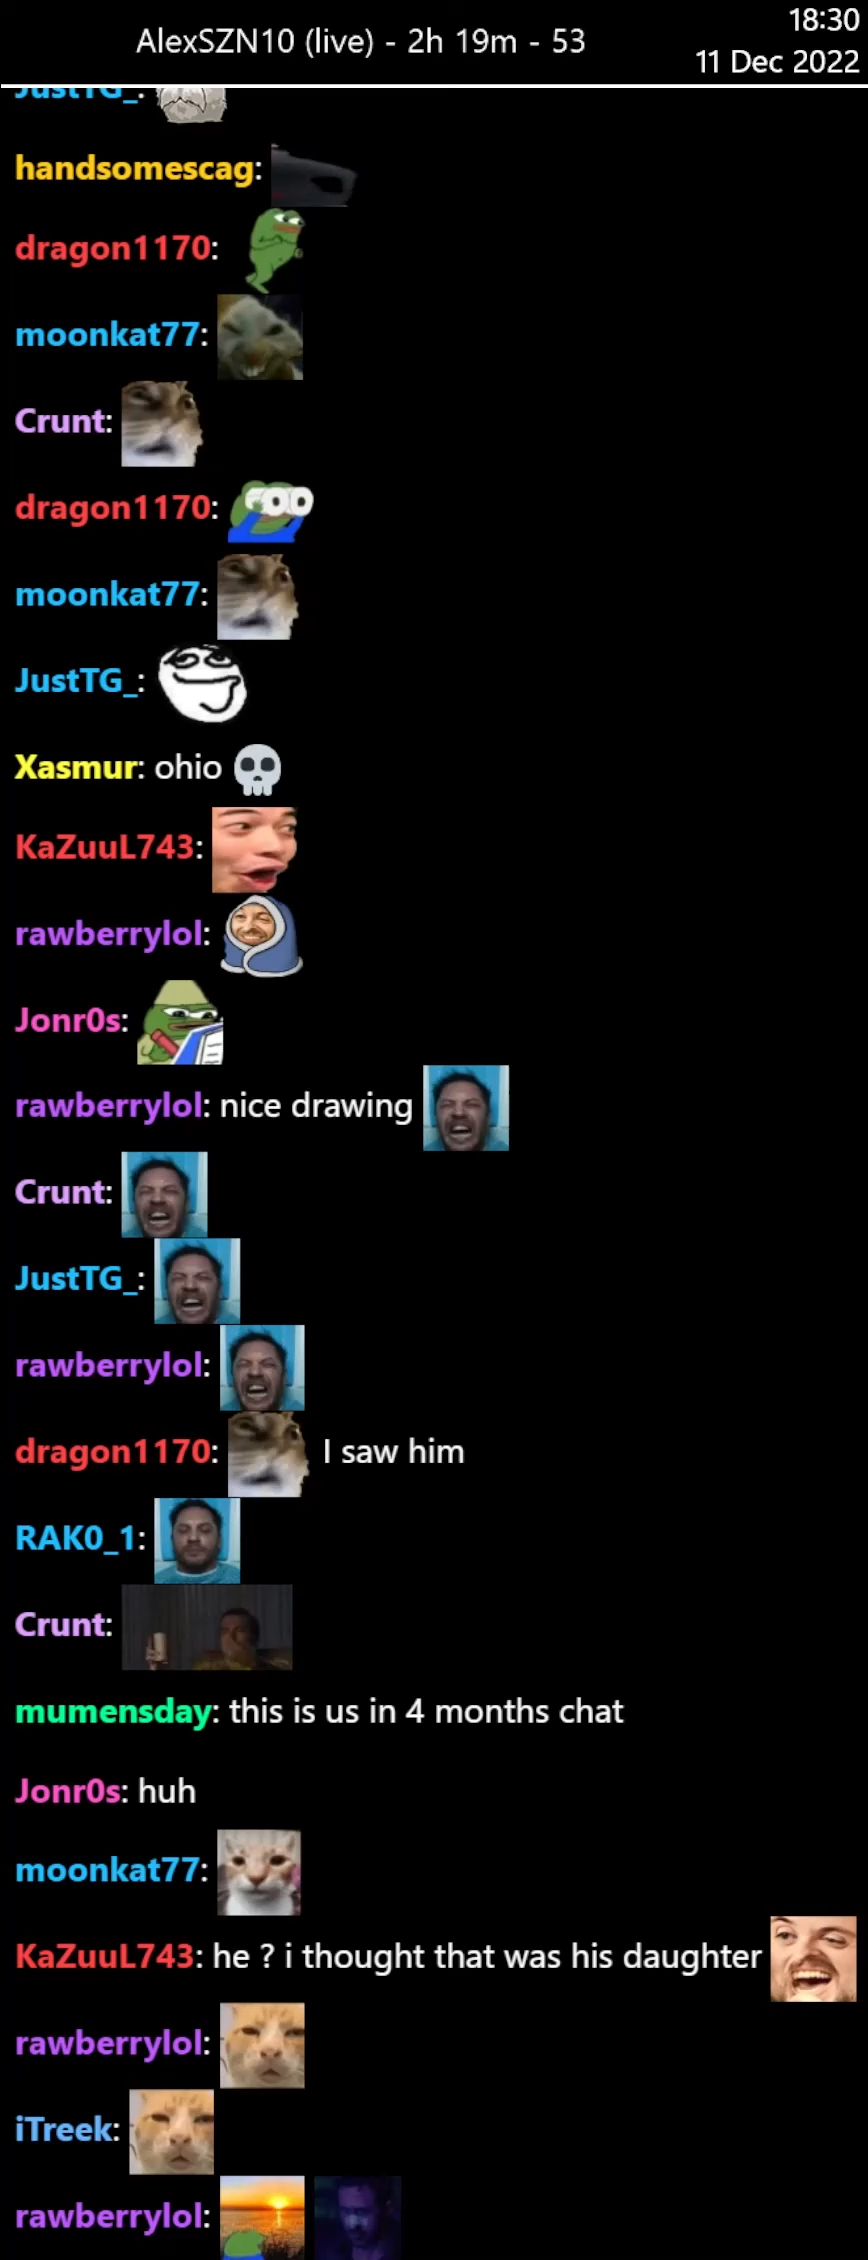 18:30
AlexSZN10 (live) - 2h 19m - 53
11 Dec 2022
JustTG_:
handsomescag:
dragon1170:
moonkat77:
Crunt:
dragon1170:
moonkat77:
JustTG_:
Xasmur: ohio
KaZuuL743:
rawberrylol:
Jonr0s:
rawberrylol: nice drawing
Crunt:
JustTG_:
rawberrylol:
dragon1170: I saw him
RAK0_1:
Crunt:
mumensday: this is us in 4 months chat
Jonr0s: huh
moonkat77:
KaZuuL743: he ? i thought that was his daughter
rawberrylol:
iTreek:
rawberrylol: